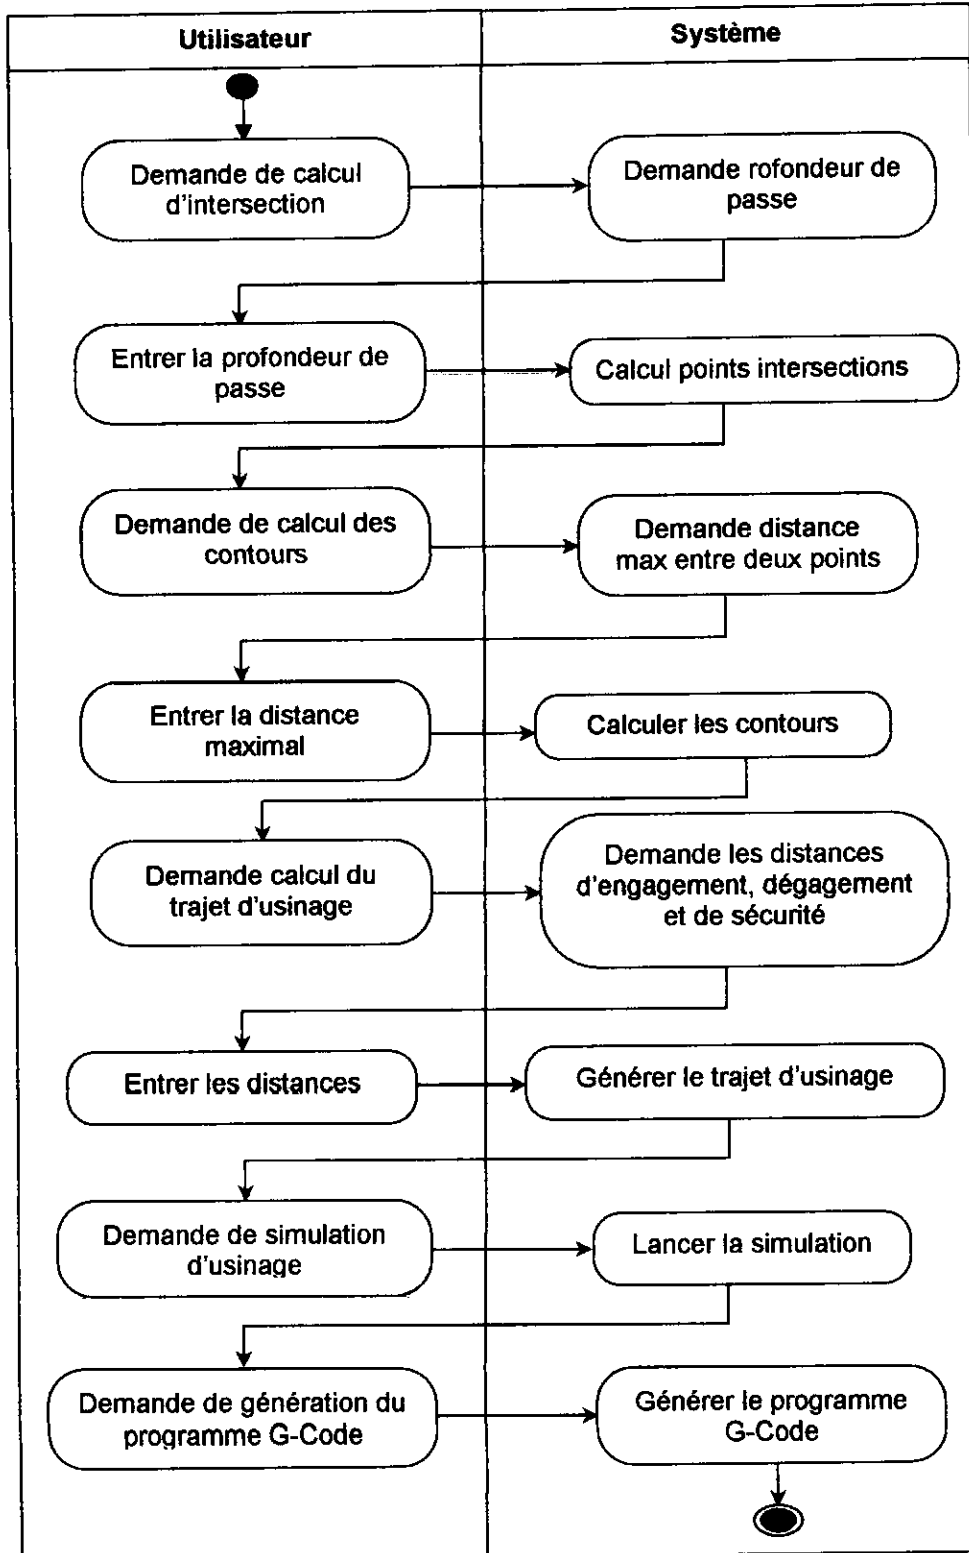 Utilisateur
Système
Demande de calcul
d'intersection
Demande rofondeur de
passe
Entrer la profondeur de
passe
Calcul points intersections
Demande de calcul des
contours
Demande distance
max entre deux points
Entrer la distance
maximal
Calculer les contours
Demande calcul du
trajet d'usinage
Demande les distances
d'engagement, dégagement
et de sécurité
Entrer les distances
Générer le trajet d'usinage
Demande de simulation
d'usinage
Lancer la simulation
Demande de génération du
programme G-Code
Générer le programme
G-Code